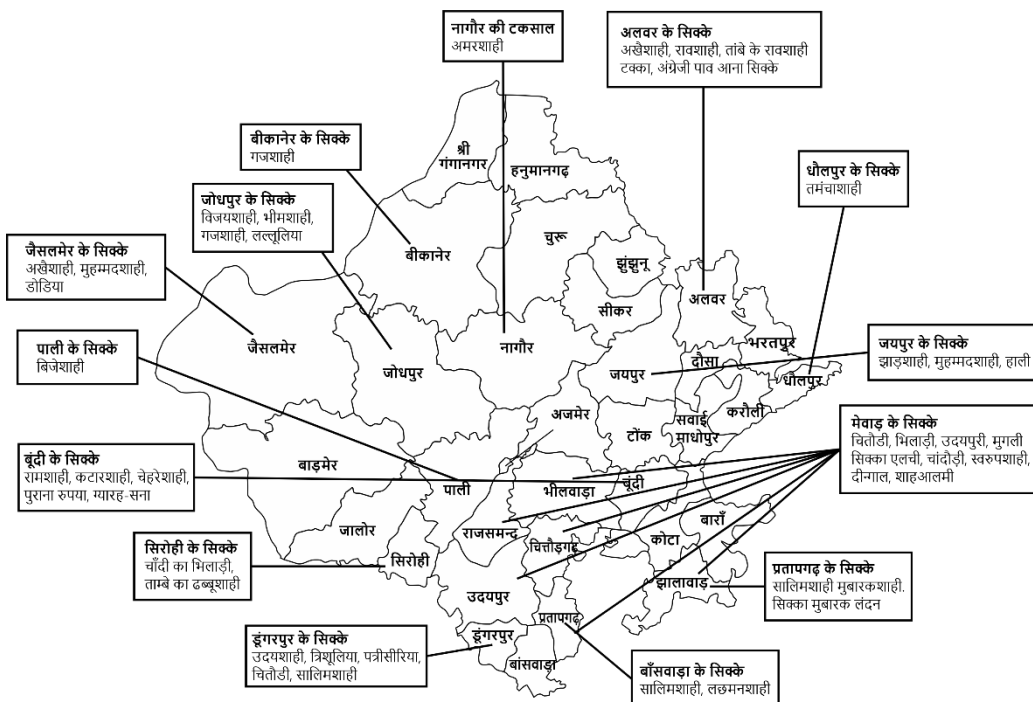 नागौर की टकसाल
अमरशाही
अलवर के सिक्के
अखैशाही, रावशाही, तांबे के रावशाही
टक्का, अंग्रेजी पाव आना सिक्के
बीकानेर के सिक्के
गजशाही
धौलपुर के सिक्के
तमंचाशाही
जोधपुर के सिक्के
विजयशाही, भीमशाही,
गजशाही, लल्लूलिया
जैसलमेर के सिक्के
अखैशाही, मुहम्मदशाही,
डोडिया
पाली के सिक्के
बिजेशाही
जयपुर के सिक्के
झाड़शाही, मुहम्मदशाही, हाली
मेवाड़ के सिक्के
चितौडी, भिलाड़ी, उदयपुरी, मुगली
सिक्का एलची, चांदौड़ी, स्वरुपशाही,
दीन्गाल, शाहआलमी
बूंदी के सिक्के
रामशाही, कटारशाही, चेहरेशाही,
पुराना रुपया, ग्यारह-सना
सिरोही के सिक्के
चाँदी का भिलाड़ी,
ताम्बे का ढब्बूशाही
प्रतापगढ़ के सिक्के
सालिमशाही मुबारकशाही.
सिक्का मुबारक लंदन
डूंगरपुर के सिक्के
उदयशाही, त्रिशूलिया, पत्रीसीरिया,
चितौडी, सालिमशाही
बाँसवाड़ा के सिक्के
सालिमशाही, लछमनशाही
श्री
गंगानगर
हनुमानगढ़
चुरू
झुंझुनू
बीकानेर
सीकर
अलवर
भरतपुर
जैसलमेर
जोधपुर
नागौर
जयपुर
दौसा
धौलपुर
करौली
सवाई
माधोपुर
अजमेर
टोंक
बाड़मेर
पाली
भीलवाड़ा
बूंदी
जालोर
सिरोही
राजसमन्द
चित्तौड़गढ़
कोटा
बाराँ
झालावाड़
उदयपुर
प्रतापगढ़
डूंगरपुर
बांसवाड़ा